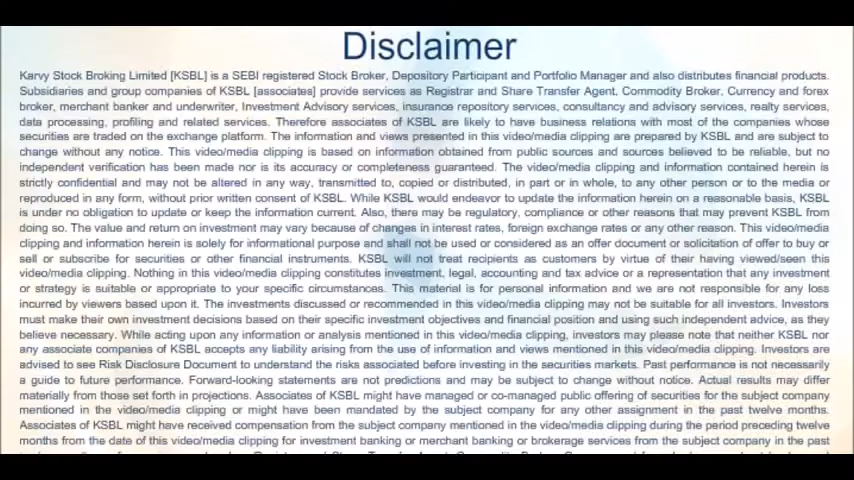 Disclaimer
Karvy Stock Broking Limited [KSBL] is a SEBI registered Stock Broker, Depository Participant and Portfolio Manager and also distributes financial products.
Subsidiaries and group companies of KSBL [associates] provide services as Registrar and Share Transfer Agent, Commodity Broker, Currency and forex
broker, merchant banker and underwriter, Investment Advisory services, insurance repository services, consultancy and advisory services, realty services,
data processing, profiling and related services. Therefore associates of KSBL are likely to have business relations with most of the companies whose
securities are traded on the exchange platform. The information and views presented in this video/media clipping are prepared by KSBL and are subject to
change without any notice. This video/media clipping is based on information obtained from public sources and sources believed to be reliable, but no
independent verification has been made nor is its accuracy or completeness guaranteed. The video/media clipping and information contained herein is
strictly confidential and may not be altered in any way, transmitted to, copied or distributed, in part or in whole, to any other person or to the media or
reproduced in any form, without prior written consent of KSBL. While KSBL would endeavor to update the information herein on a reasonable basis, KSBL
is under no obligation to update or keep the information current. Also, there may be regulatory, compliance or other reasons that may prevent KSBL from
doing so. The value and return on investment may vary because of changes in interest rates, foreign exchange rates or any other reason. This video/media
clipping and information herein is solely for informational purpose and shall not be used or considered as an offer document or solicitation of offer to buy or
sell or subscribe for securities or other financial instruments. KSBL will not treat recipients as customers by virtue of their having viewed/seen this
video/media clipping. Nothing in this video/media clipping constitutes investment, legal, accounting and tax advice or a representation that any investment
or strategy is suitable or appropriate to your specific circumstances. This material is for personal information and we are not responsible for any loss
incurred by viewers based upon it. The investments discussed or recommended in this video/media clipping may not be suitable for all investors. Investors
must make their own investment decisions based on their specific investment objectives and financial position and using such independent advice, as they
believe necessary. While acting upon any information or analysis mentioned in this video/media clipping, investors may please note that neither KSBL nor
any associate companies of KSBL accepts any liability arising from the use of information and views mentioned in this video/media clipping. Investors are
advised to see Risk Disclosure Document to understand the risks associated before investing in the securities markets. Past performance is not necessarily
a guide to future performance. Forward-looking statements are not predictions and may be subject to change without notice. Actual results may differ
materially from those set forth in projections. Associates of KSBL might have managed or co-managed public offering of securities for the subject company
mentioned in the video/media clipping or might have been mandated by the subject company for any other assignment in the past twelve months.
Associates of KSBL might have received compensation from the subject company mentioned in the video/media clipping during the period preceding twelve
months from the date of this video/media clipping for investment banking or merchant banking or brokerage services from the subject company in the past